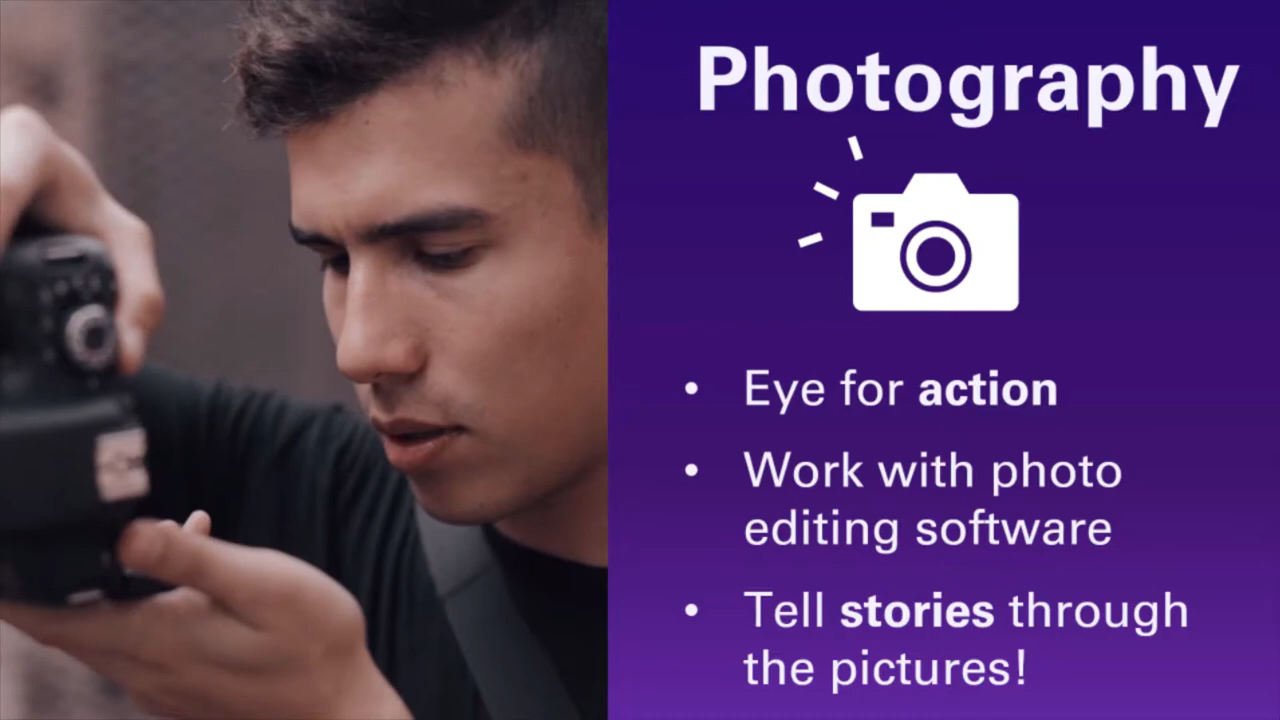 Photography
• Eye for action
• Work with photo
editing software
• Tell stories through
the pictures!